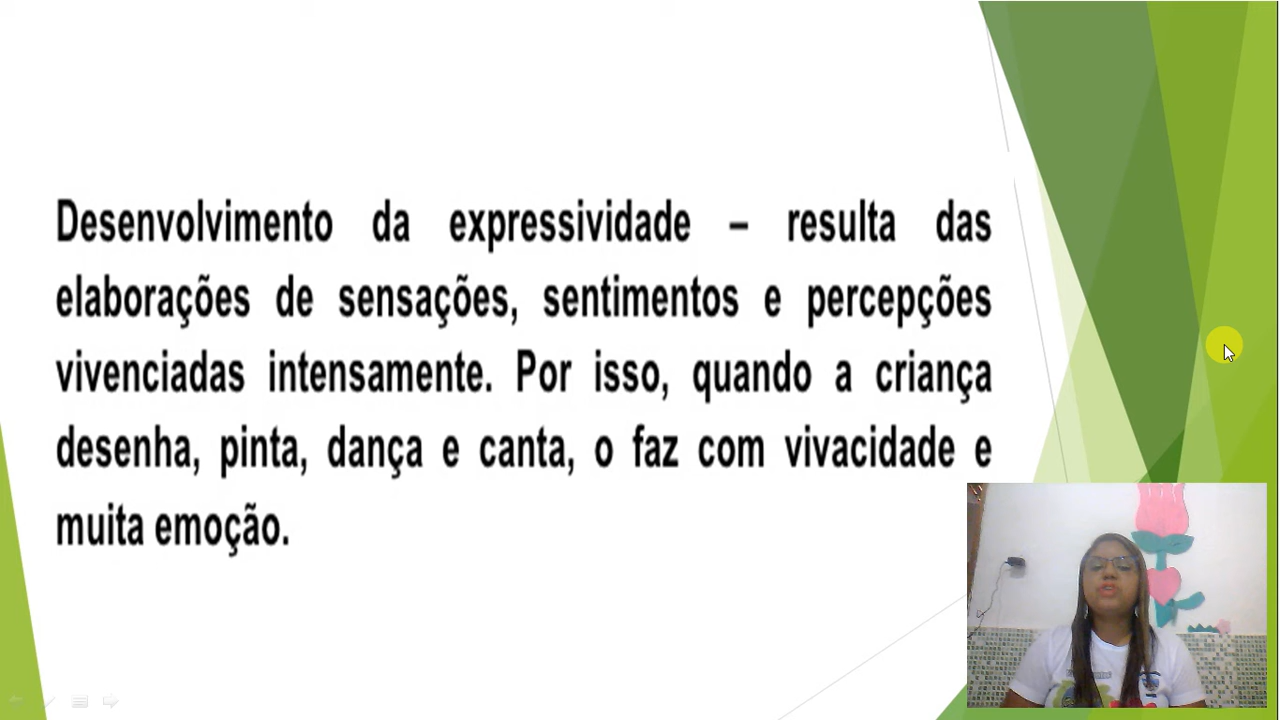 Desenvolvimento da expressividade – resulta das
elaborações de sensações, sentimentos e percepções
vivenciadas intensamente. Por isso, quando a criança
desenha, pinta, dança e canta, o faz com vivacidade e
muita emoção.